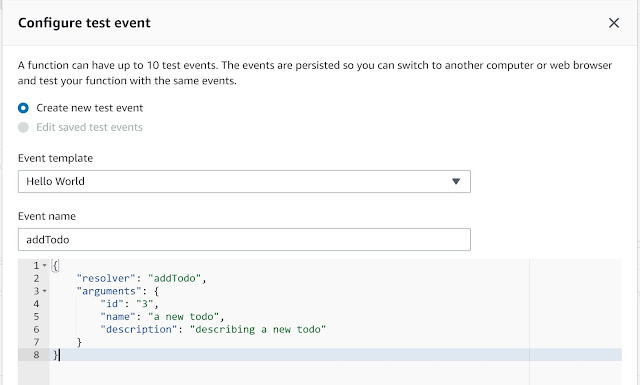 Configure test event
A function can have up to 10 test events. The events are persisted so you can switch to another computer or web browser
and test your function with the same events.
Create new test event
Edit saved test events
Event template
Hello World
Event name
addTodo
1 {
2 "resolver": "addTodo",
3 "arguments": {
4 "id": "3",
5 "name": "a new todo",
6 "description": "describing a new todo"
7 }
8 }